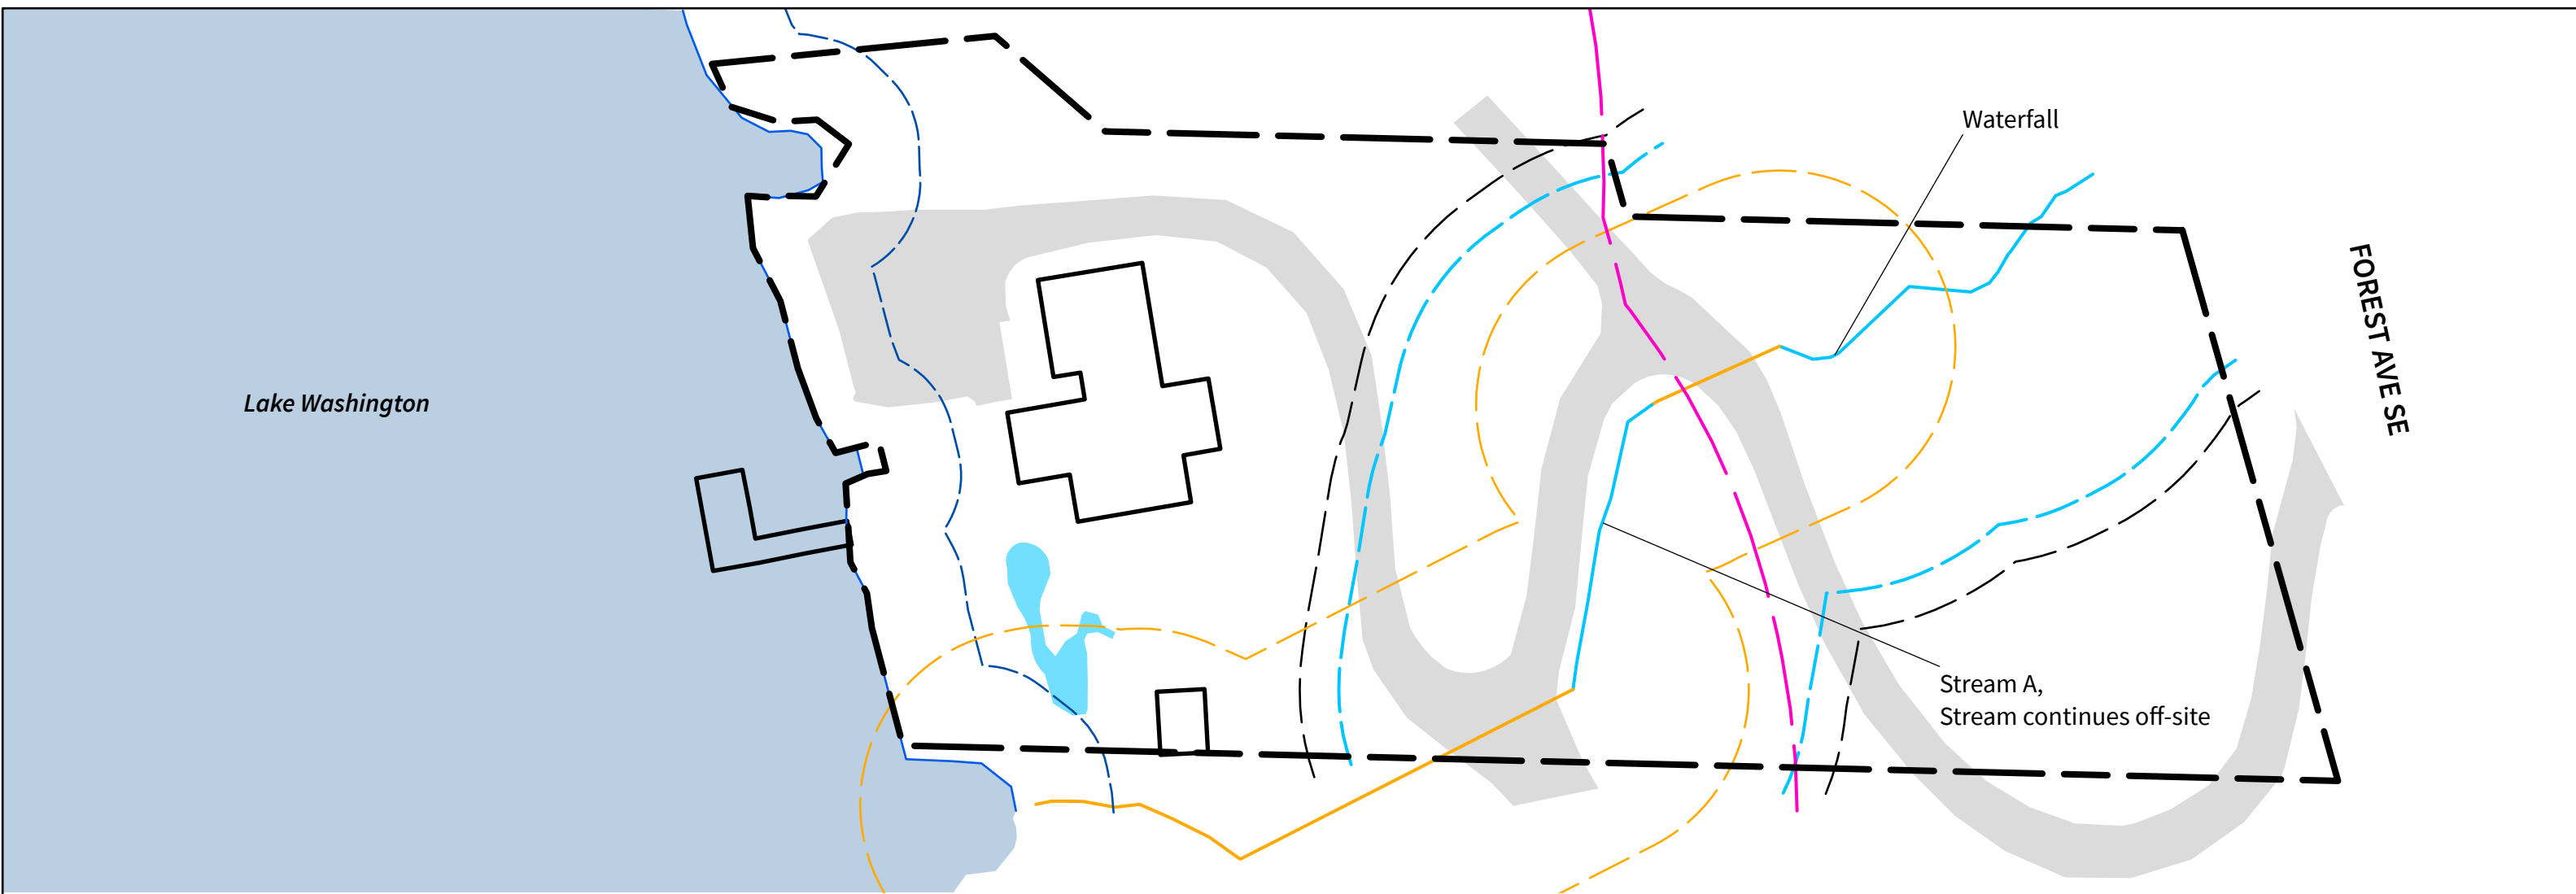 Waterfall
FOREST AVE SE
Lake Washington
Stream A,
Stream continues off-site